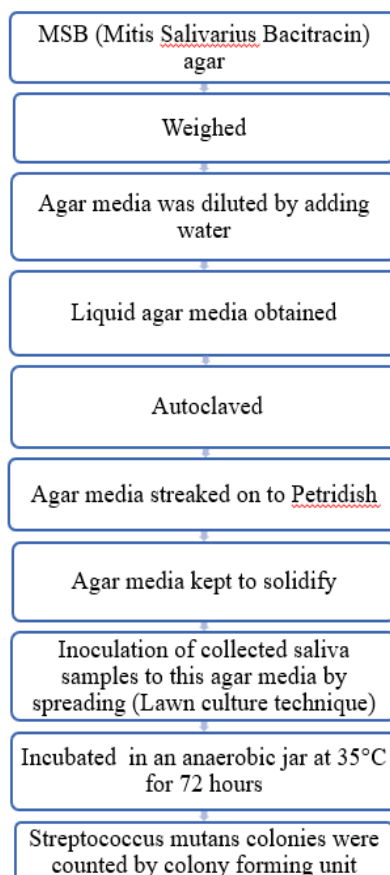 MSB (Mitis Salivarius Bacitracin)
agar
Weighed
Agar media was diluted by adding
water
Liquid agar media obtained
Autoclaved
Agar media streaked on to Petridish
Agar media kept to solidify
Inoculation of collected saliva
samples to this agar media by
spreading (Lawn culture technique)
Incubated in an anaerobic jar at 35°C
for 72 hours
Streptococcus mutans colonies were
counted by colony forming unit